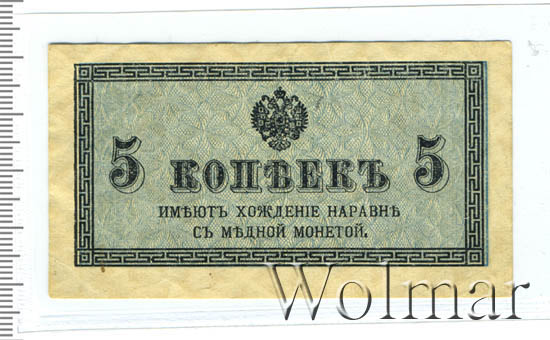 5 КОПѢЕКЪ 5
ИМѢЮТЪ ХОЖДЕНІЕ НАРАВНѢ
СЪ МѢДНОЙ МОНЕТОЙ.
Wolmar